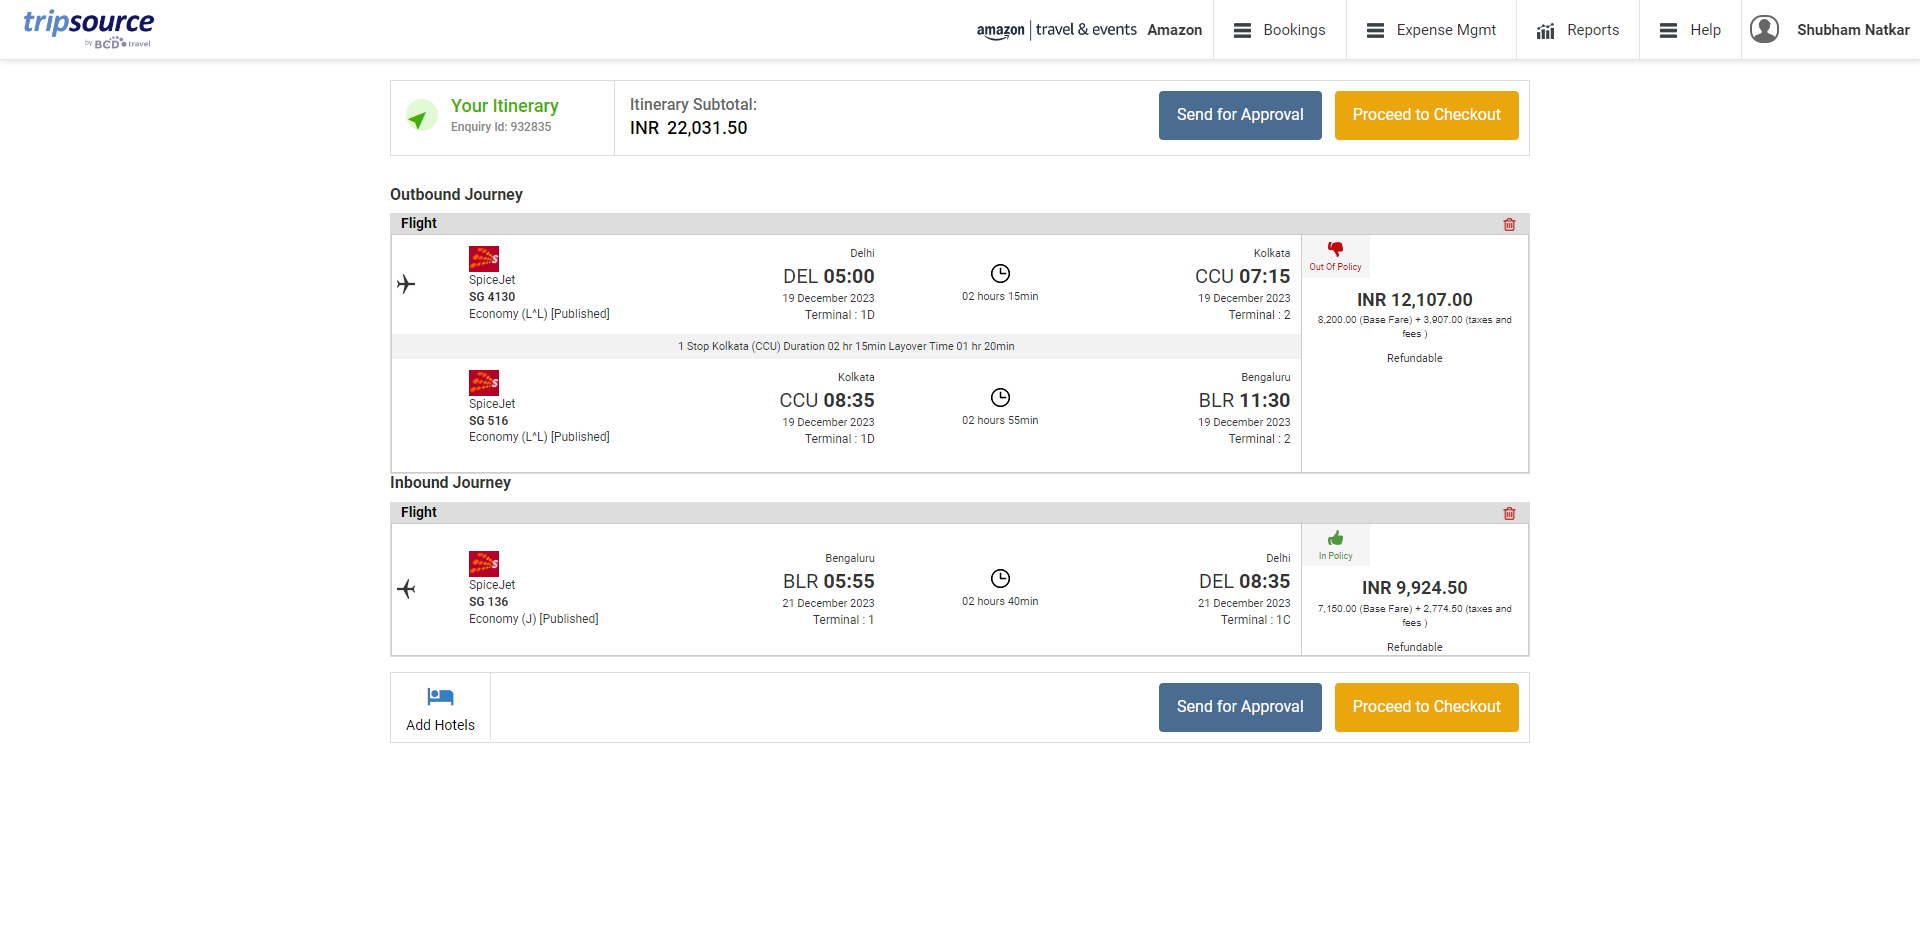 tripsource
by BCD travel
amazon | travel & events Amazon
Bookings
Expense Mgmt
Reports
Help
Shubham Natkar
Your Itinerary
Enquiry Id: 932835
Itinerary Subtotal:
INR 22,031.50
Send for Approval
Proceed to Checkout
Outbound Journey
Flight
SpiceJet
SG 4130
Economy (L^L) [Published]
Delhi
DEL 05:00
19 December 2023
Terminal : 1D
02 hours 15min
Kolkata
CCU 07:15
19 December 2023
Terminal : 2
Out Of Policy
INR 12,107.00
8,200.00 (Base Fare) + 3,907.00 (taxes and
fees )
Refundable
1 Stop Kolkata (CCU) Duration 02 hr 15min Layover Time 01 hr 20min
SpiceJet
SG 516
Economy (L^L) [Published]
Kolkata
CCU 08:35
19 December 2023
Terminal : 1D
02 hours 55min
Bengaluru
BLR 11:30
19 December 2023
Terminal : 2
Inbound Journey
Flight
SpiceJet
SG 136
Economy (J) [Published]
Bengaluru
BLR 05:55
21 December 2023
Terminal : 1
02 hours 40min
Delhi
DEL 08:35
21 December 2023
Terminal : 1C
In Policy
INR 9,924.50
7,150.00 (Base Fare) + 2,774.50 (taxes and
fees )
Refundable
Add Hotels
Send for Approval
Proceed to Checkout